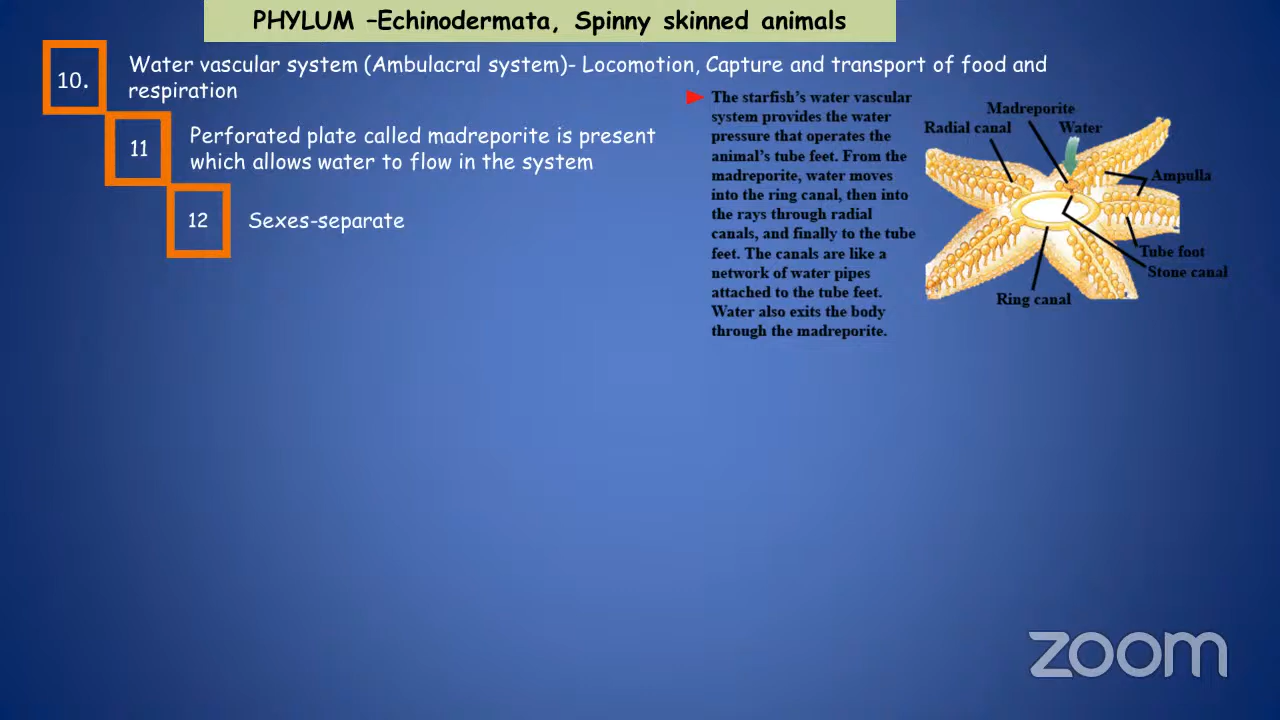 PHYLUM –Echinodermata, Spinny skinned animals
10.
Water vascular system (Ambulacral system)- Locomotion, Capture and transport of food and
respiration
11
Perforated plate called madreporite is present
which allows water to flow in the system
12
Sexes-separate
The starfish's water vascular
system provides the water
pressure that operates the
animal's tube feet. From the
madreporite, water moves
into the ring canal, then into
the rays through radial
canals, and finally to the tube
feet. The canals are like a
network of water pipes
attached to the tube feet.
Water also exits the body
through the madreporite.
Madreporite
Radial canal
Water
Ampulla
Tube foot
Stone canal
Ring canal
zoom